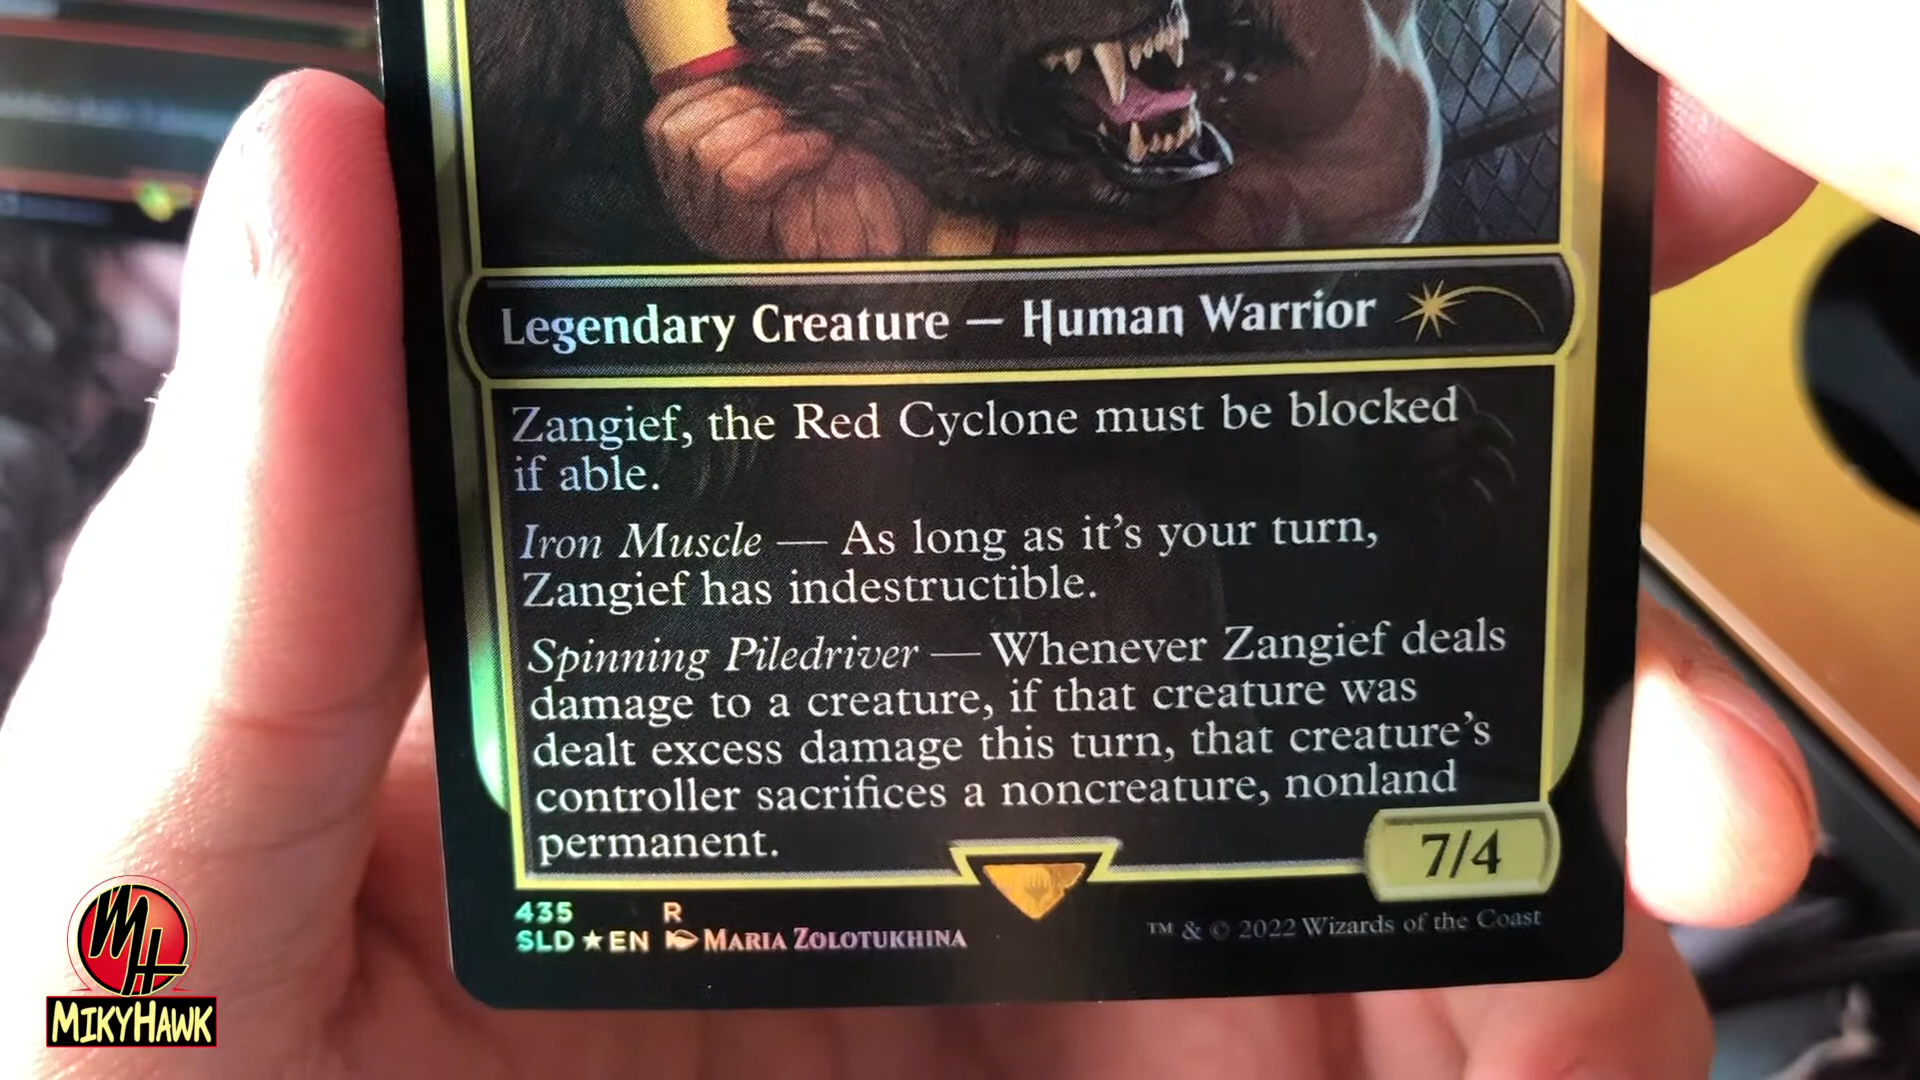 Legendary Creature — Human Warrior
Zangief, the Red Cyclone must be blocked
if able.
Iron Muscle — As long as it's your turn,
Zangief has indestructible.
Spinning Piledriver — Whenever Zangief deals
damage to a creature, if that creature was
dealt excess damage this turn, that creature's
controller sacrifices a noncreature, nonland
permanent.
7/4
435 R
SLD ★ EN MARIA ZOLOTUKHINA
™ & © 2022 Wizards of the Coast
MH
MIKYHAWK